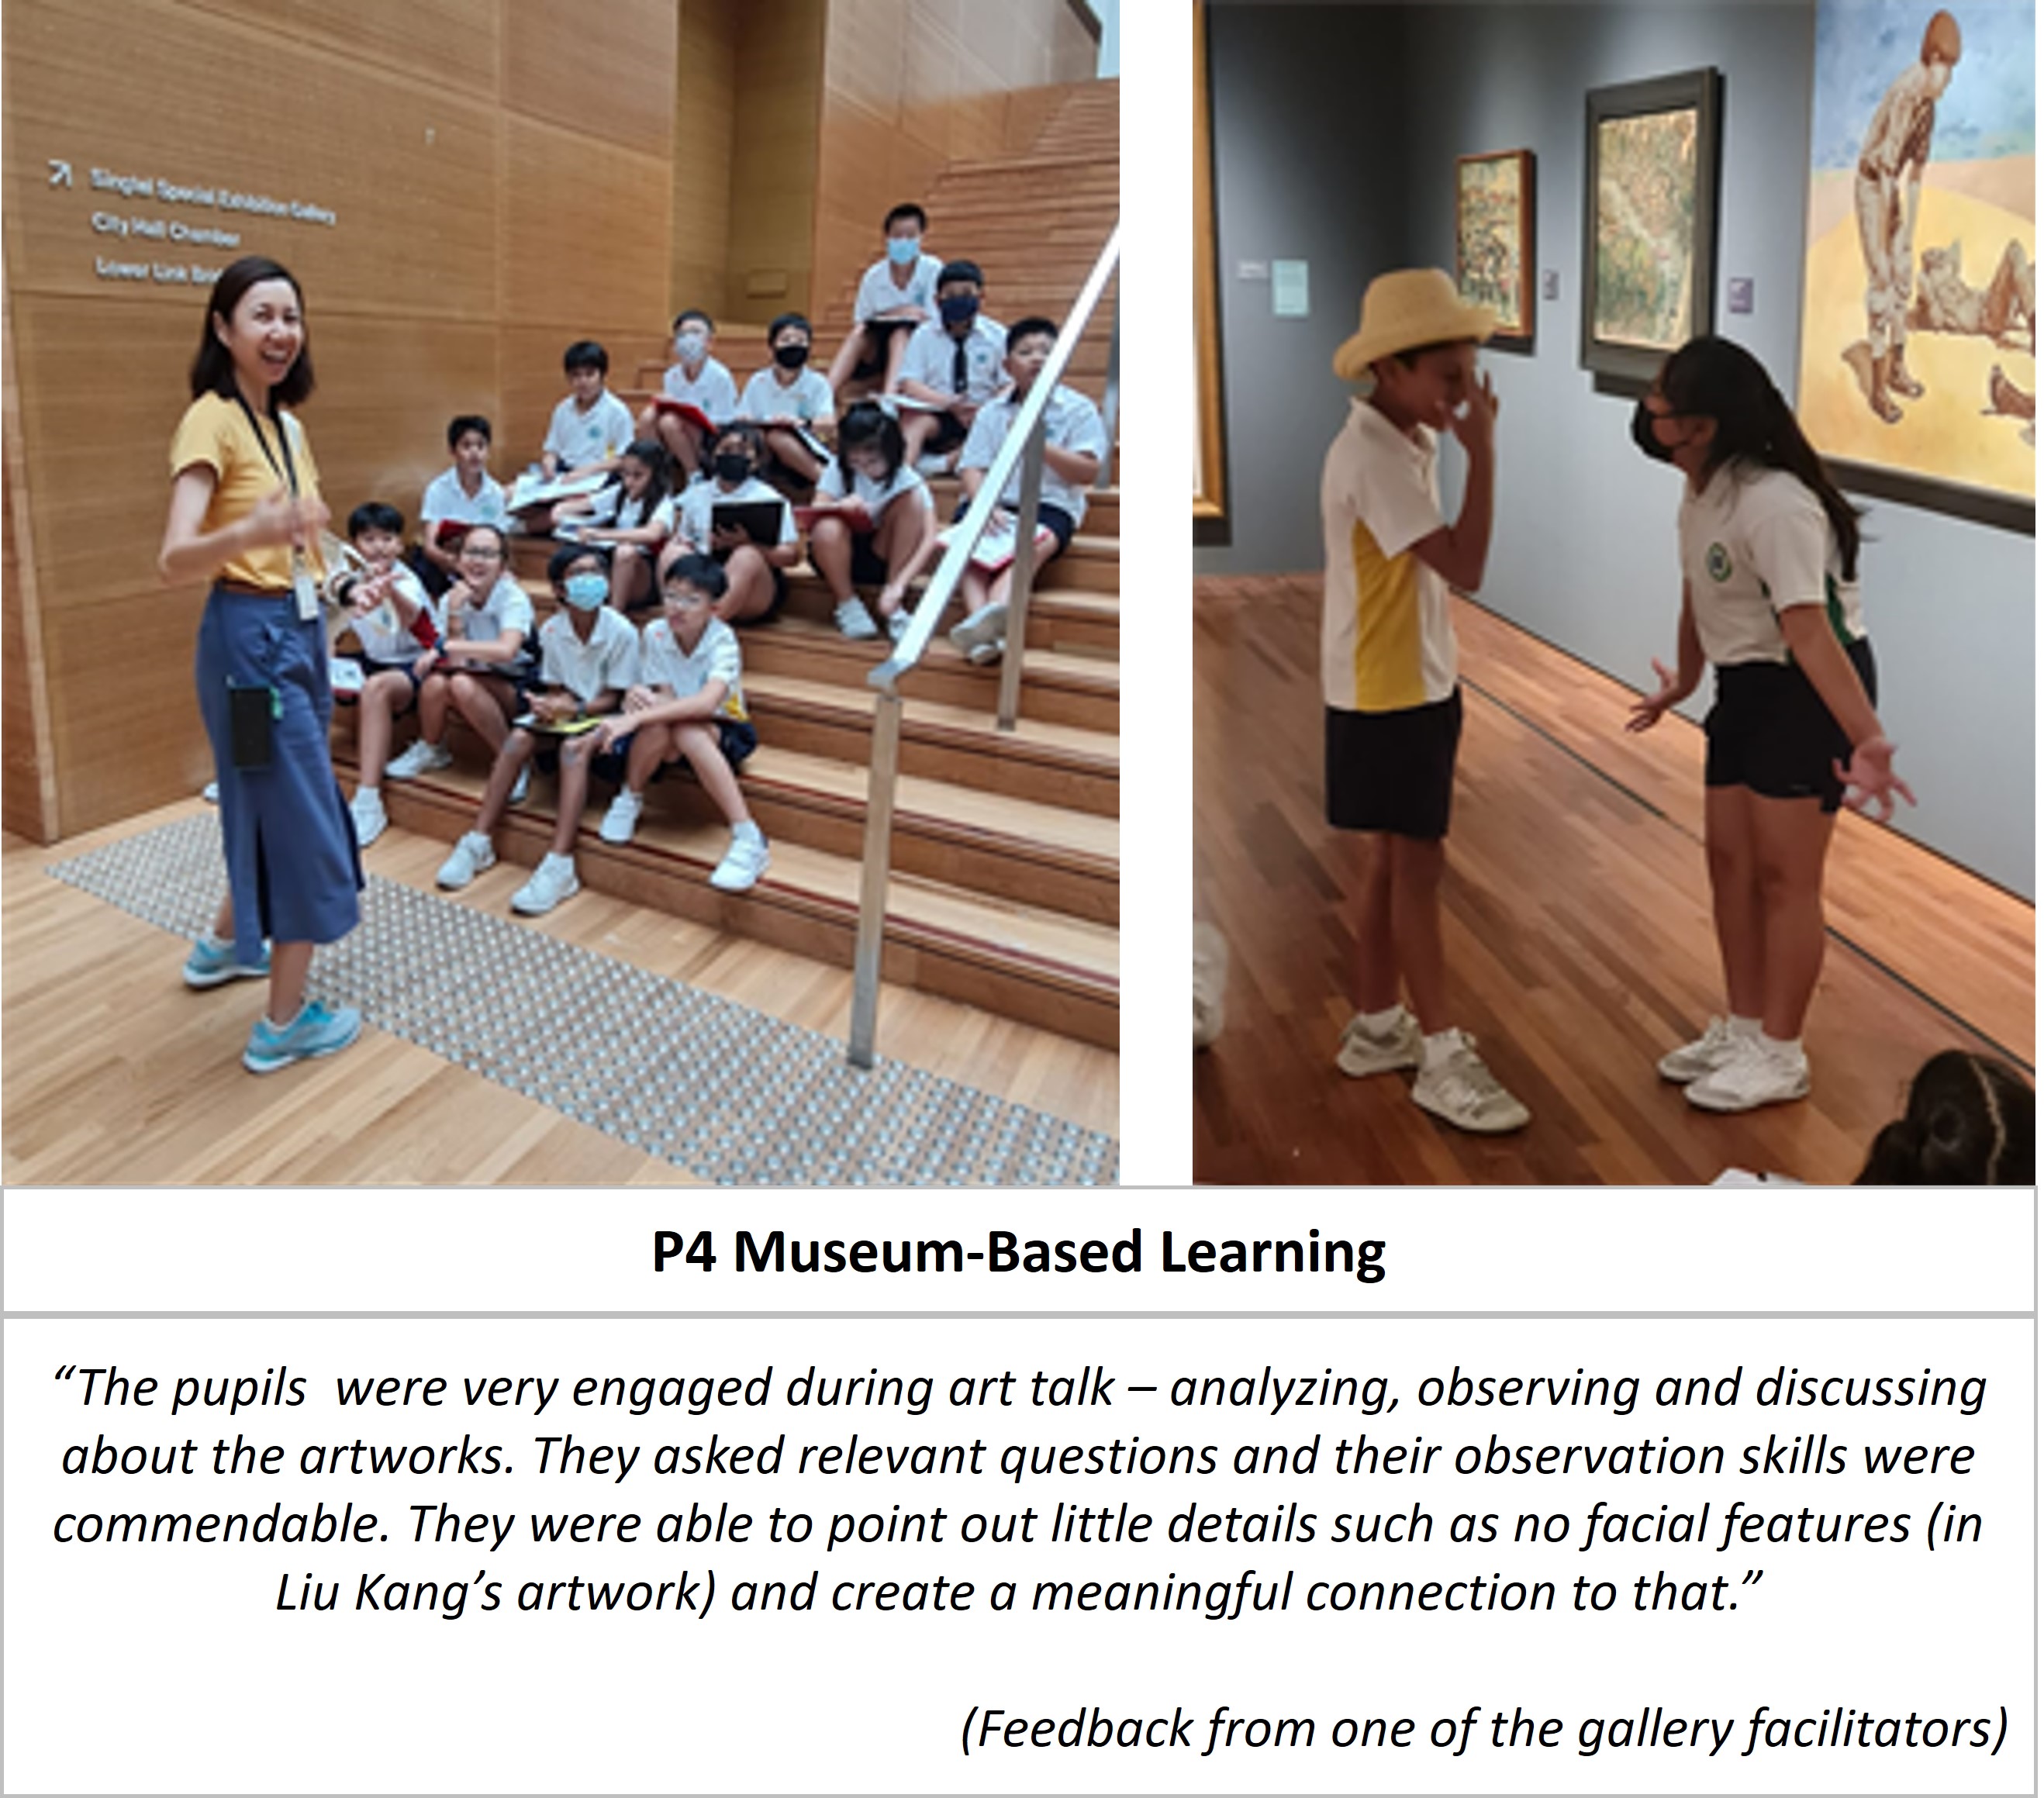 Singtel Special Exhibition Gallery
City Hall Chamber
Lower Link
P4 Museum-Based Learning
“The pupils  were very engaged during art talk – analyzing, observing and discussing
about the artworks. They asked relevant questions and their observation skills were
commendable. They were able to point out little details such as no facial features (in
Liu Kang’s artwork) and create a meaningful connection to that.”
(Feedback from one of the gallery facilitators)